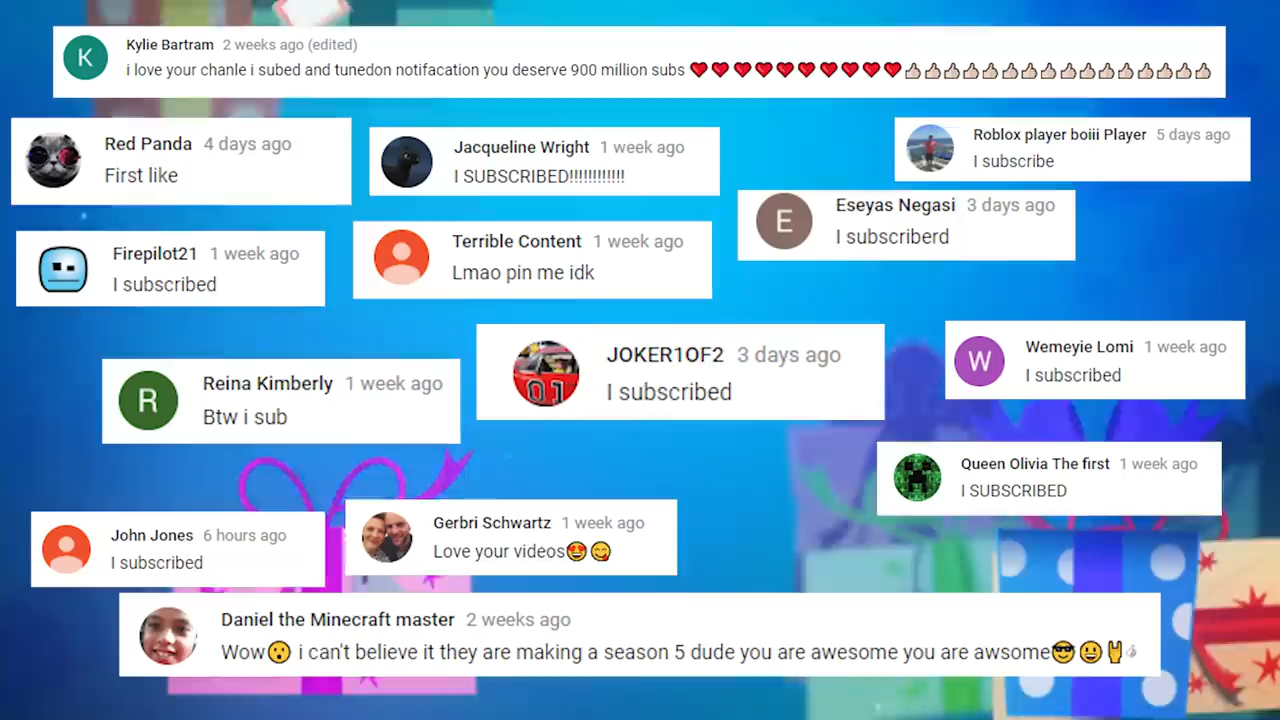 K
Kylie Bartram 2 weeks ago (edited)
i love your chanle i subed and tunedon notifacation you deserve 900 million subs ❤❤❤❤❤❤❤❤❤❤👍🏻👍🏻👍🏻👍🏻👍🏻👍🏻👍🏻👍🏻👍🏻👍🏻👍🏻👍🏻👍🏻👍🏻👍🏻👍🏻
Red Panda 4 days ago
First like
Jacqueline Wright 1 week ago
I SUBSCRIBED!!!!!!!!!!!!
Roblox player boiii Player 5 days ago
I subscribe
E
Eseyas Negasi 3 days ago
I subscriberd
Firepilot21 1 week ago
I subscribed
Terrible Content 1 week ago
Lmao pin me idk
R
Reina Kimberly 1 week ago
Btw i sub
01
JOKER1OF2 3 days ago
I subscribed
W
Wemeyie Lomi 1 week ago
I subscribed
Queen Olivia The first 1 week ago
I SUBSCRIBED
John Jones 6 hours ago
I subscribed
Gerbri Schwartz 1 week ago
Love your videos😍😋
Daniel the Minecraft master 2 weeks ago
Wow😮 i can't believe it they are making a season 5 dude you are awesome you are awsome😎😀🤘💣